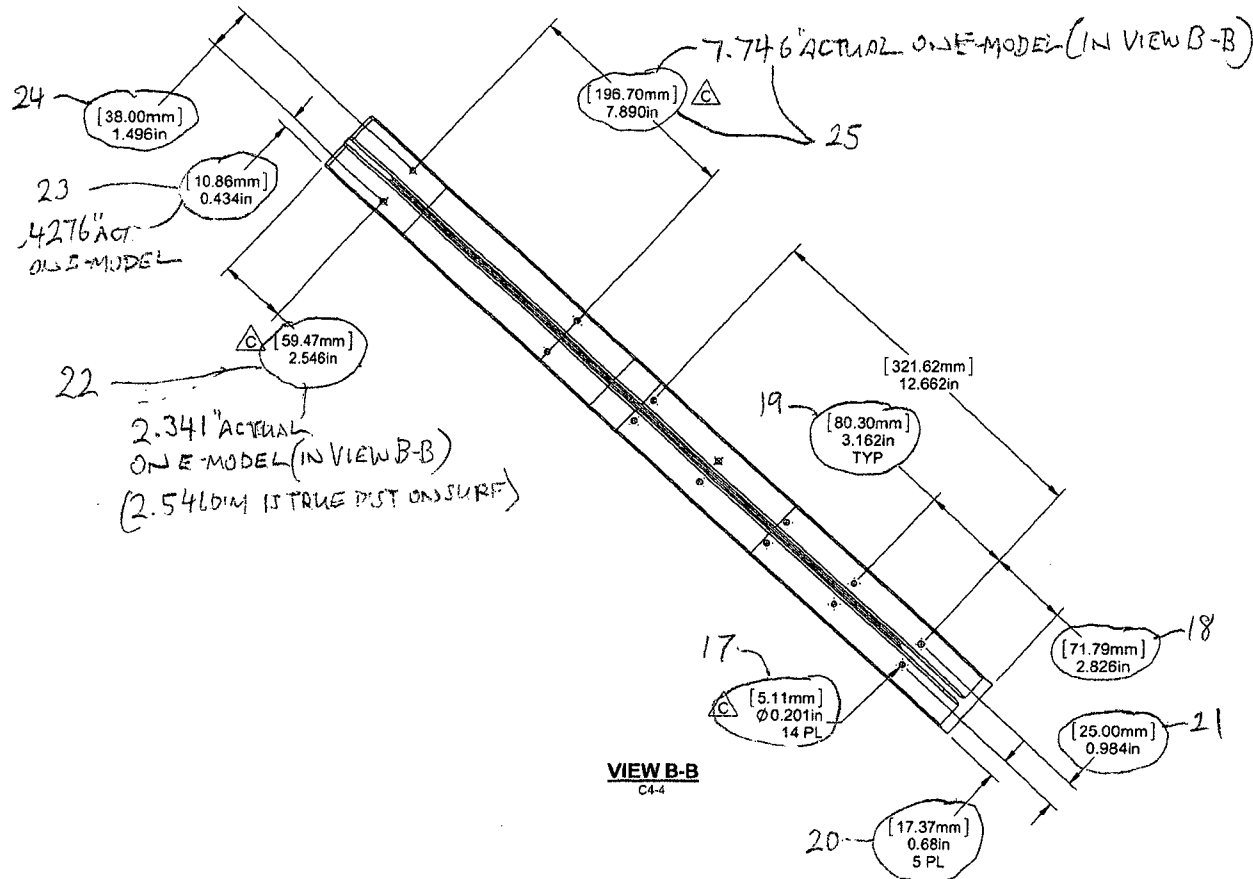 7.746" ACTUAL ON E-MODEL (IN VIEW B-B)
24
[38.00mm]
1.496in
[196.70mm]
7.890in
C
25
23
[10.86mm]
0.434in
.4276" ACT.
ON E-MODEL
C
[59.47mm]
2.546in
22
2.341" ACTUAL
ON E-MODEL (IN VIEW B-B)
(2.546 DIM IS TRUE DIST ON SURF)
[321.62mm]
12.662in
19
[80.30mm]
3.162in
TYP
18
[71.79mm]
2.826in
17
C
[5.11mm]
Ø0.201in
14 PL
21
[25.00mm]
0.984in
VIEW B-B
C4-4
20
[17.37mm]
0.68in
5 PL